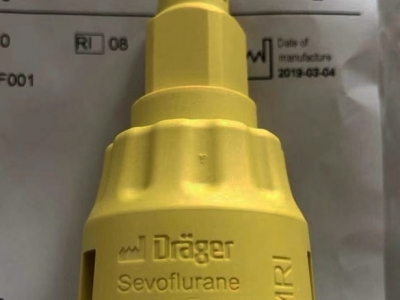 0
RI 08
Date of
manufacture
2019-03-04
F001
Dräger
Sevoflurane
MRI